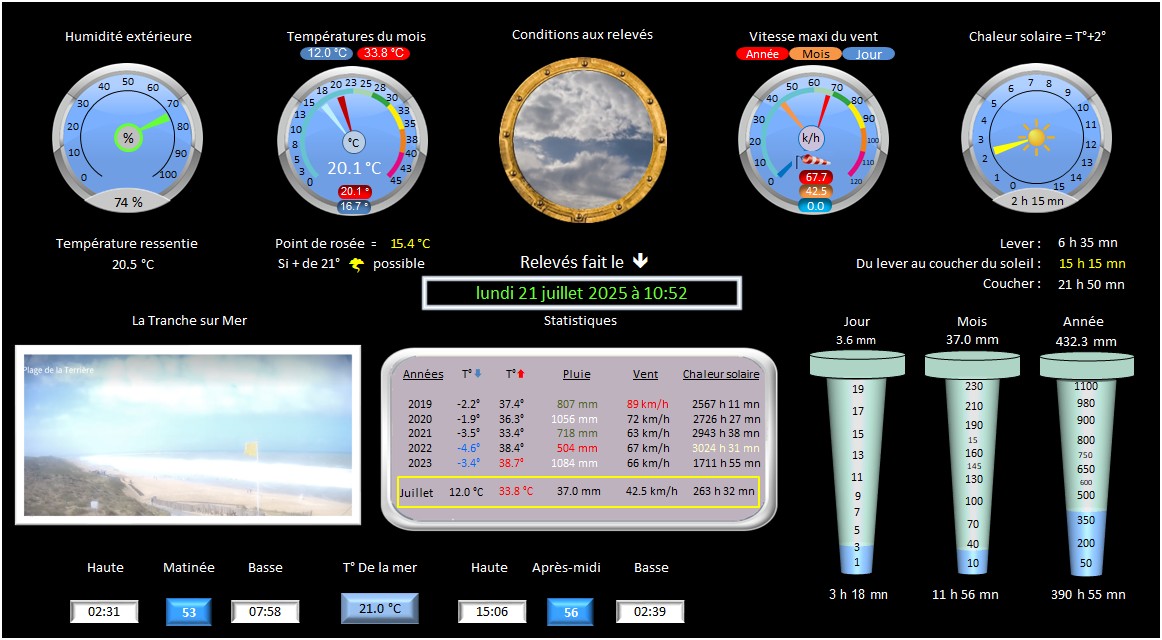 Humidité extérieure
Températures du mois
Conditions aux relevés
Vitesse maxi du vent
Chaleur solaire = T°+2°
12.0 °C 33.8 °C
Année Mois Jour
0 10 20 30 40 50 60 70 80 90 100
%
74 %
0 3 5 8 10 13 15 18 20 23 25 28 30 33 35 38 40 43 45
°C
20.1 °C
20.1 °
16.7 °
0 10 20 30 40 50 60 70 80 90 100 110 120
k/h
67.7
42.5
0.0
0 1 2 3 4 5 6 7 8 9 10 11 12 13 14 15
2 h 15 mn
Température ressentie
20.5 °C
Point de rosée = 15.4 °C
Si + de 21° possible
Relevés fait le
lundi 21 juillet 2025 à 10:52
Lever : 6 h 35 mn
Du lever au coucher du soleil : 15 h 15 mn
Coucher : 21 h 50 mn
La Tranche sur Mer
Plage de la Terrière
Statistiques
Années T° T° Pluie Vent Chaleur solaire
2019 -2.2° 37.4° 807 mm 89 km/h 2567 h 11 mn
2020 -1.9° 36.3° 1056 mm 72 km/h 2726 h 27 mn
2021 -3.5° 33.4° 718 mm 63 km/h 2943 h 38 mn
2022 -4.6° 38.4° 504 mm 67 km/h 3024 h 31 mn
2023 -3.4° 38.7° 1084 mm 66 km/h 1711 h 55 mn
Juillet 12.0 °C 33.8 °C 37.0 mm 42.5 km/h 263 h 32 mn
Jour
3.6 mm
19
17
15
13
11
9
7
5
3
1
3 h 18 mn
Mois
37.0 mm
230
210
190
15
160
145
130
100
70
40
10
11 h 56 mn
Année
432.3 mm
1100
980
900
800
750
650
600
500
350
200
50
390 h 55 mn
Haute Matinée Basse T° De la mer Haute Après-midi Basse
02:31 53 07:58 21.0 °C 15:06 56 02:39